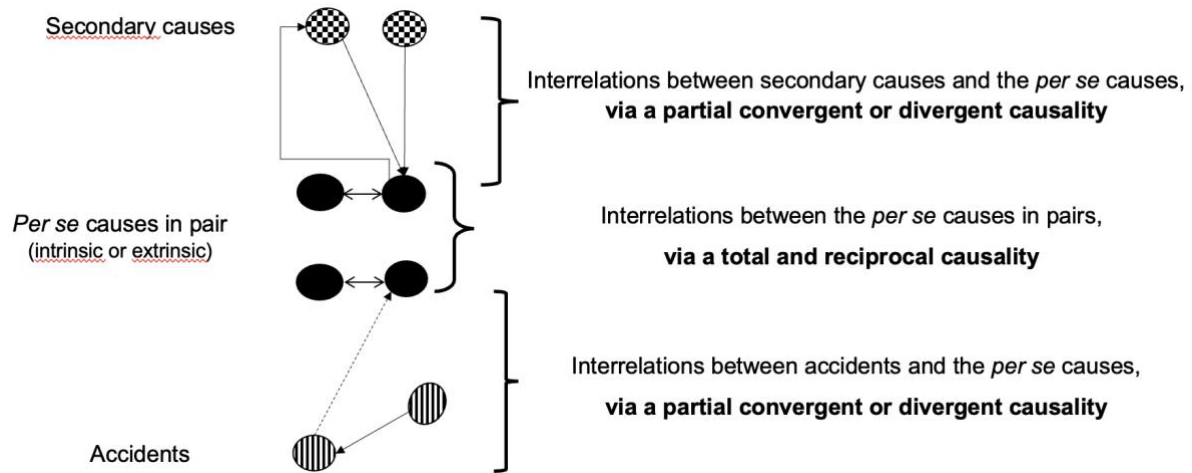 Secondary causes
Interrelations between secondary causes and the per se causes,
via a partial convergent or divergent causality
Per se causes in pair
(intrinsic or extrinsic)
Interrelations between the per se causes in pairs,
via a total and reciprocal causality
Interrelations between accidents and the per se causes,
via a partial convergent or divergent causality
Accidents